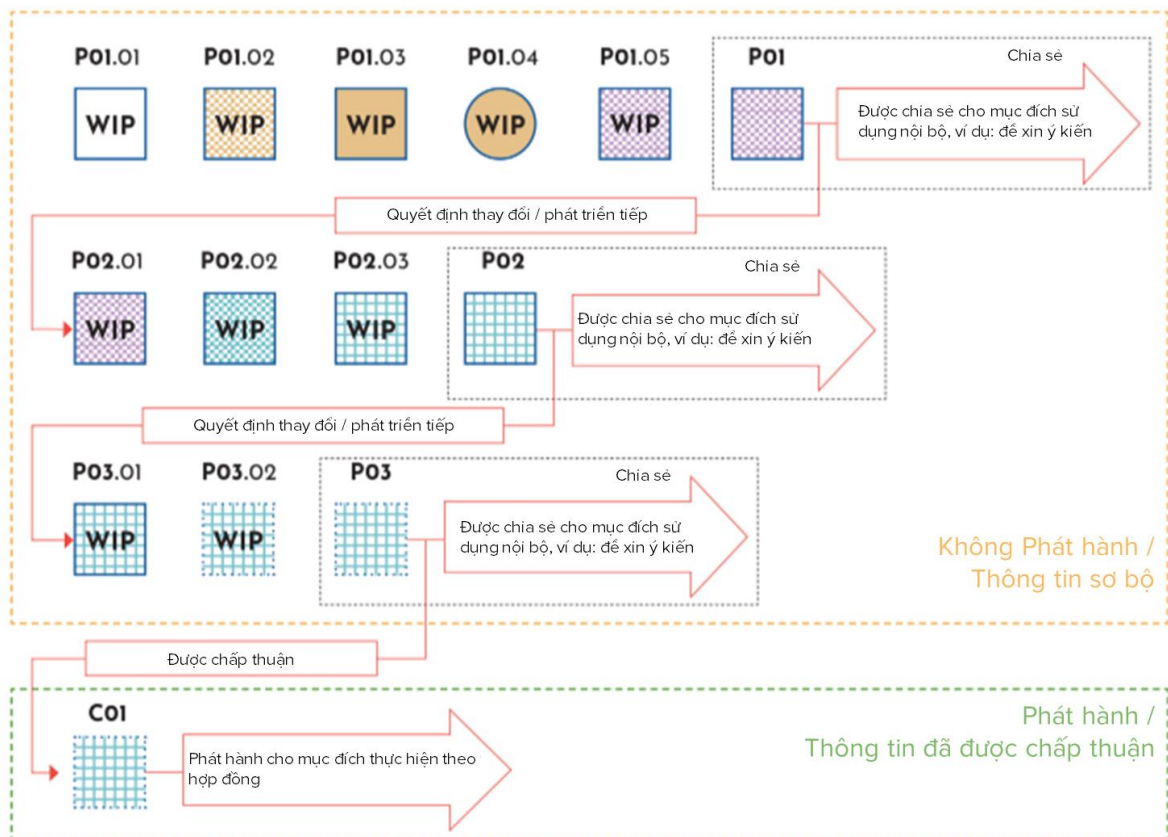 P01.01 P01.02 P01.03 P01.04 P01.05 P01
Chia sẻ
WIP WIP WIP WIP WIP
Được chia sẻ cho mục đích sử
dụng nội bộ, ví dụ: để xin ý kiến
Quyết định thay đổi / phát triển tiếp
P02.01 P02.02 P02.03 P02
Chia sẻ
WIP WIP WIP
Được chia sẻ cho mục đích sử
dụng nội bộ, ví dụ: để xin ý kiến
Quyết định thay đổi / phát triển tiếp
P03.01 P03.02 P03
Chia sẻ
WIP WIP
Được chia sẻ cho mục đích sử
dụng nội bộ, ví dụ: để xin ý kiến
Không Phát hành /
Thông tin sơ bộ
Được chấp thuận
C01
Phát hành cho mục đích thực hiện theo
hợp đồng
Phát hành /
Thông tin đã được chấp thuận